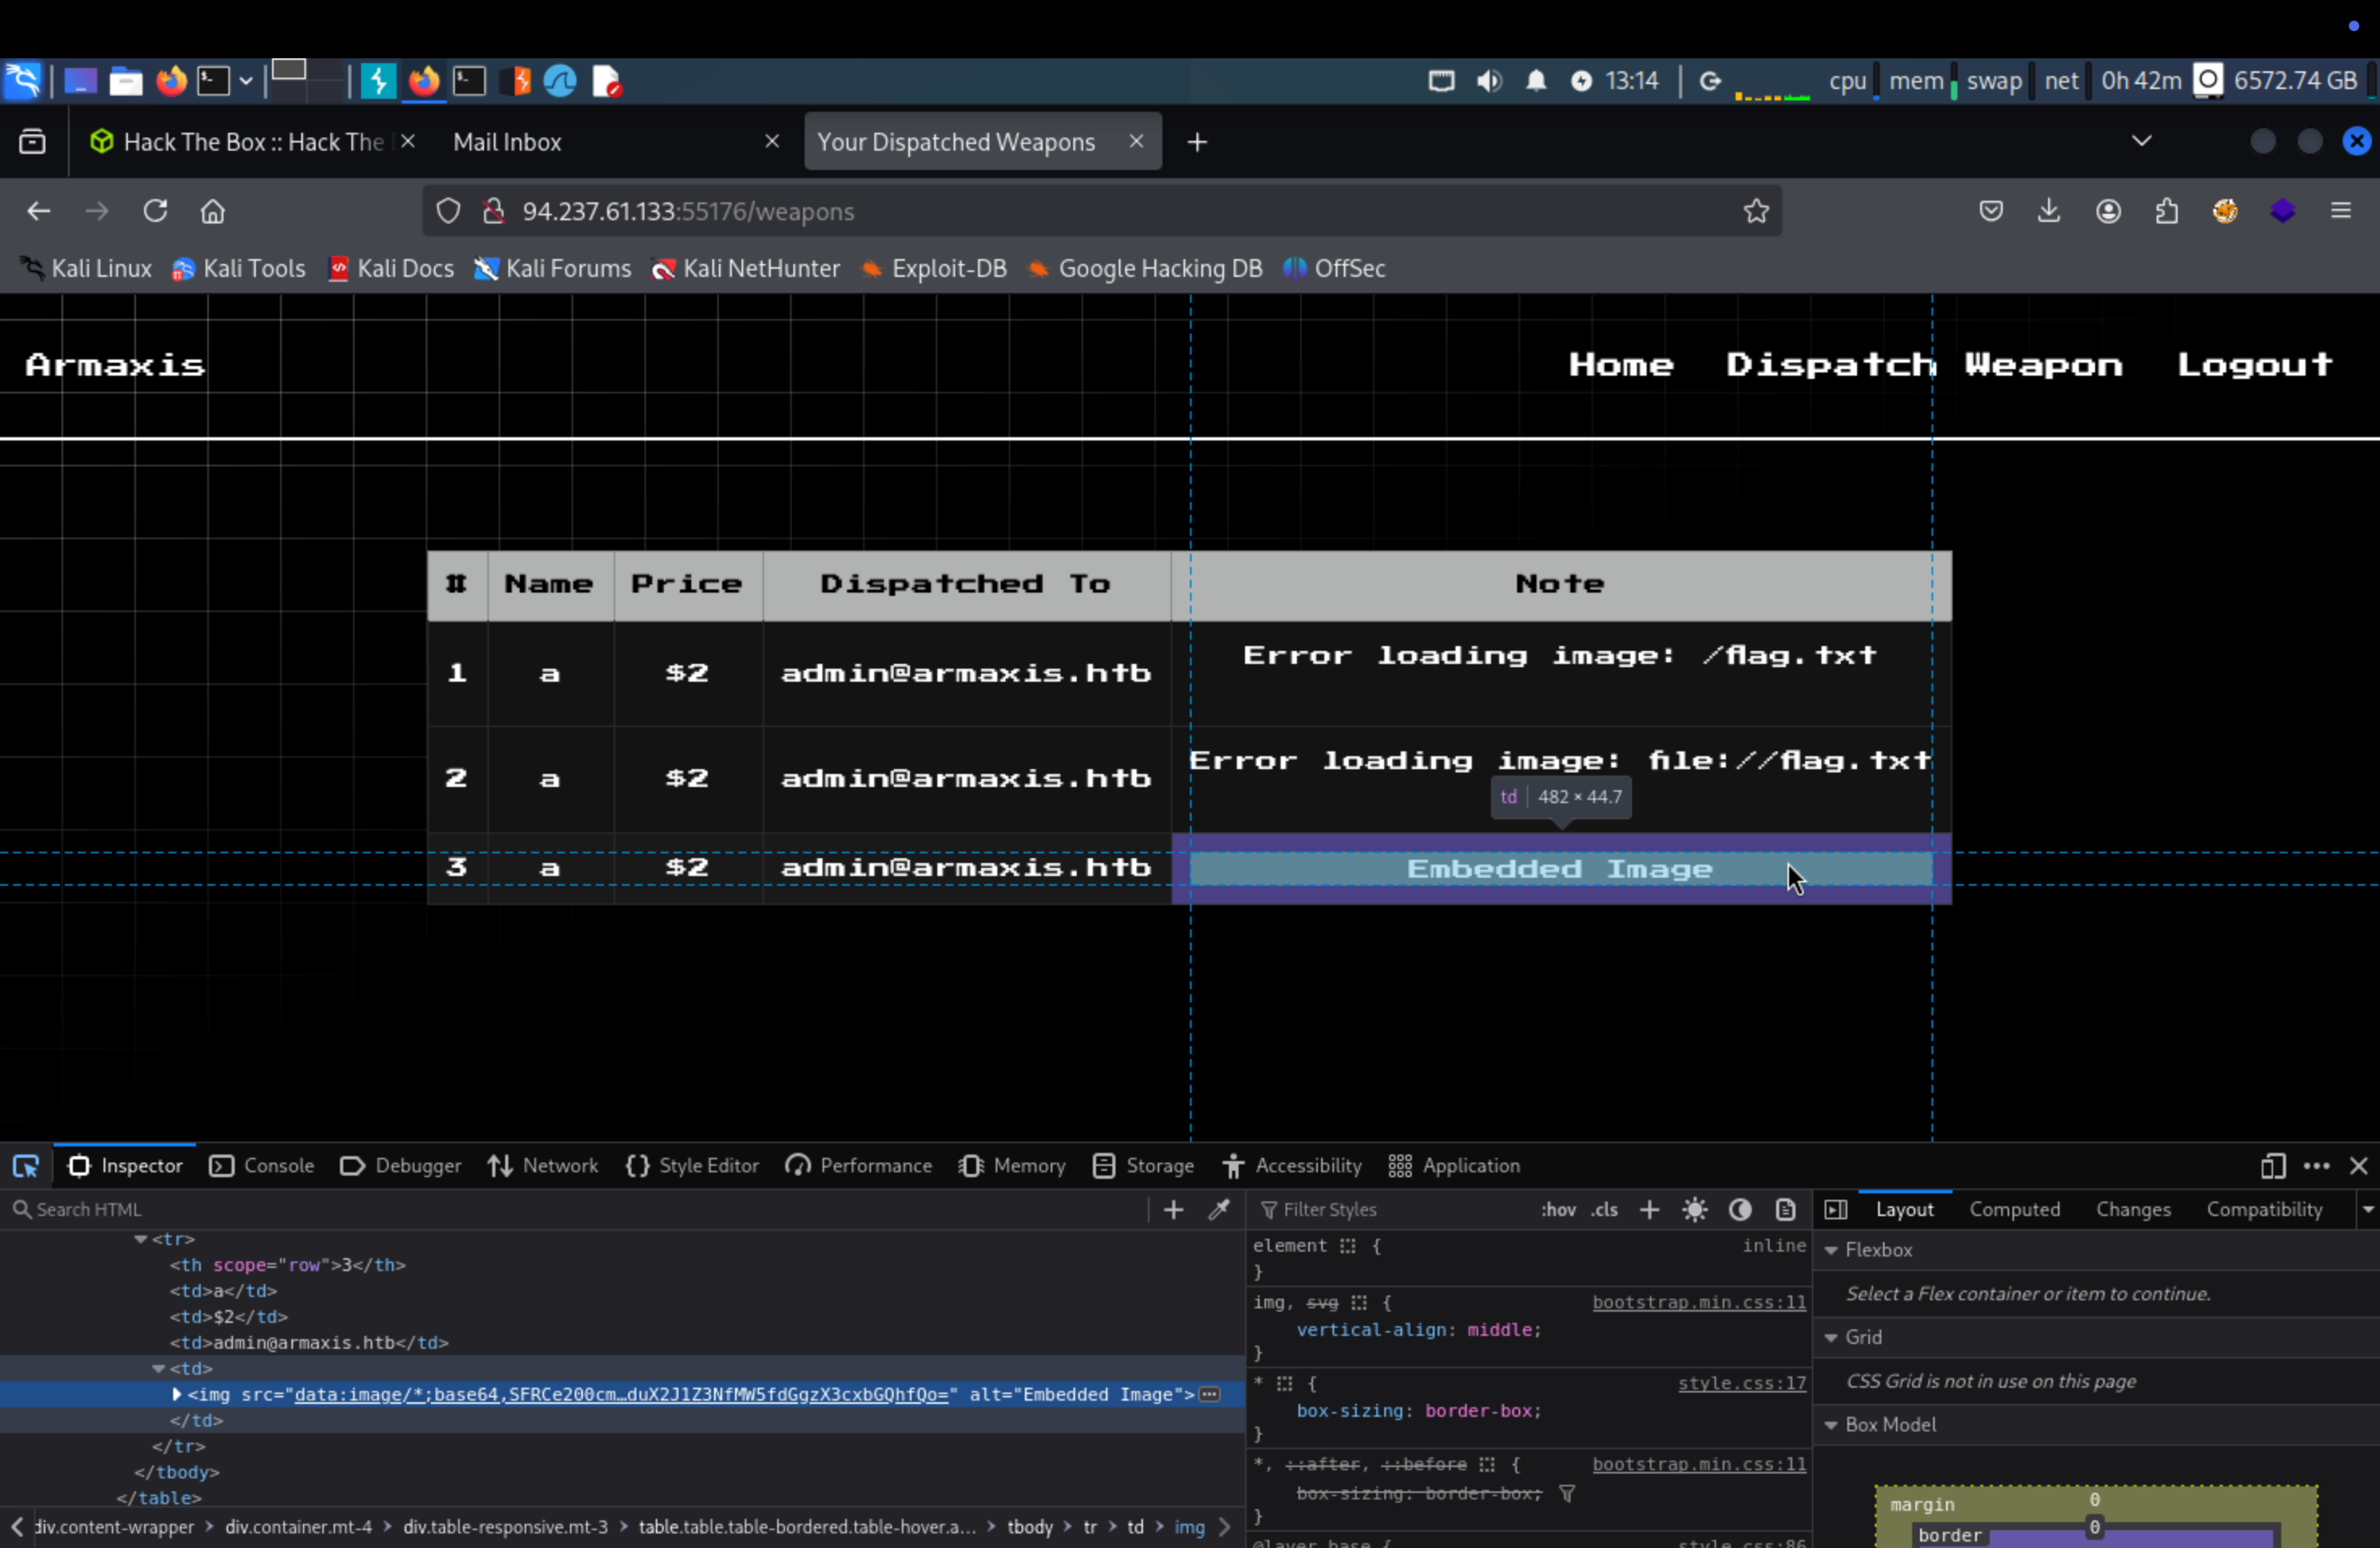 13:14 cpu mem swap net 0h 42m 6572.74 GB
Hack The Box :: Hack The Mail Inbox Your Dispatched Weapons
94.237.61.133:55176/weapons
Kali Linux Kali Tools Kali Docs Kali Forums Kali NetHunter Exploit-DB Google Hacking DB OffSec
Armaxis Home Dispatch Weapon Logout
# Name Price Dispatched To Note
1 a $2 admin@armaxis.htb Error loading image: /flag.txt
2 a $2 admin@armaxis.htb Error loading image: file://flag.txt
td 482 × 44.7
3 a $2 admin@armaxis.htb Embedded Image
Inspector Console Debugger Network Style Editor Performance Memory Storage Accessibility Application
Search HTML
<tr>
<th scope="row">3</th>
<td>a</td>
<td>$2</td>
<td>admin@armaxis.htb</td>
<td>
<img src="data:image/*;base64,SFRCe200cm…duX2J1Z3NfMW5fdGgzX3cxbGQhfQo=" alt="Embedded Image">
</td>
</tr>
</tbody>
</table>
div.content-wrapper > div.container.mt-4 > div.table-responsive.mt-3 > table.table.table-bordered.table-hover.a… > tbody > tr > td > img
Filter Styles :hov .cls
element { inline
}
img, svg { bootstrap.min.css:11
vertical-align: middle;
}
* { style.css:17
box-sizing: border-box;
}
*, ::after, ::before { bootstrap.min.css:11
box-sizing: border-box;
}
@layer base { style.css:86
Layout Computed Changes Compatibility
Flexbox
Select a Flex container or item to continue.
Grid
CSS Grid is not in use on this page
Box Model
margin 0
border 0